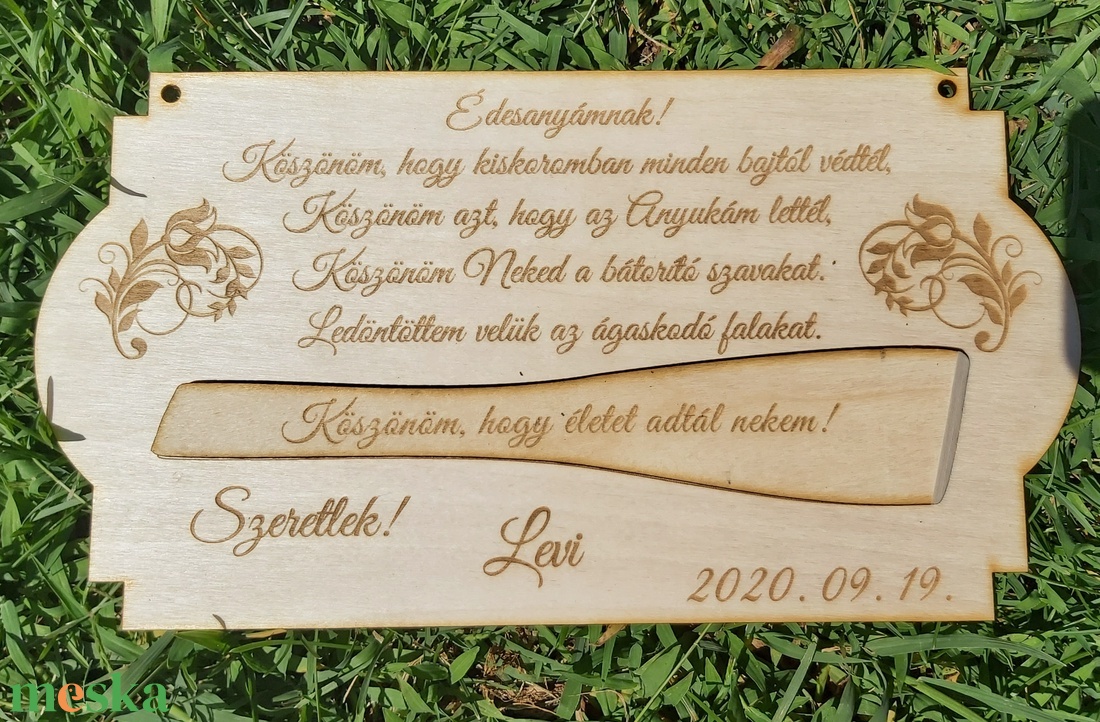 Édesanyámnak!
Köszönöm, hogy kiskoromban minden bajtól védtél,
Köszönöm azt, hogy az Anyukám lettél,
Köszönöm Neked a bátorító szavakat.
Ledöntöttem velük az ágaskodó falakat.
Köszönöm, hogy életet adtál nekem!
Szeretlek!
Levi
2020.09.19.
meska